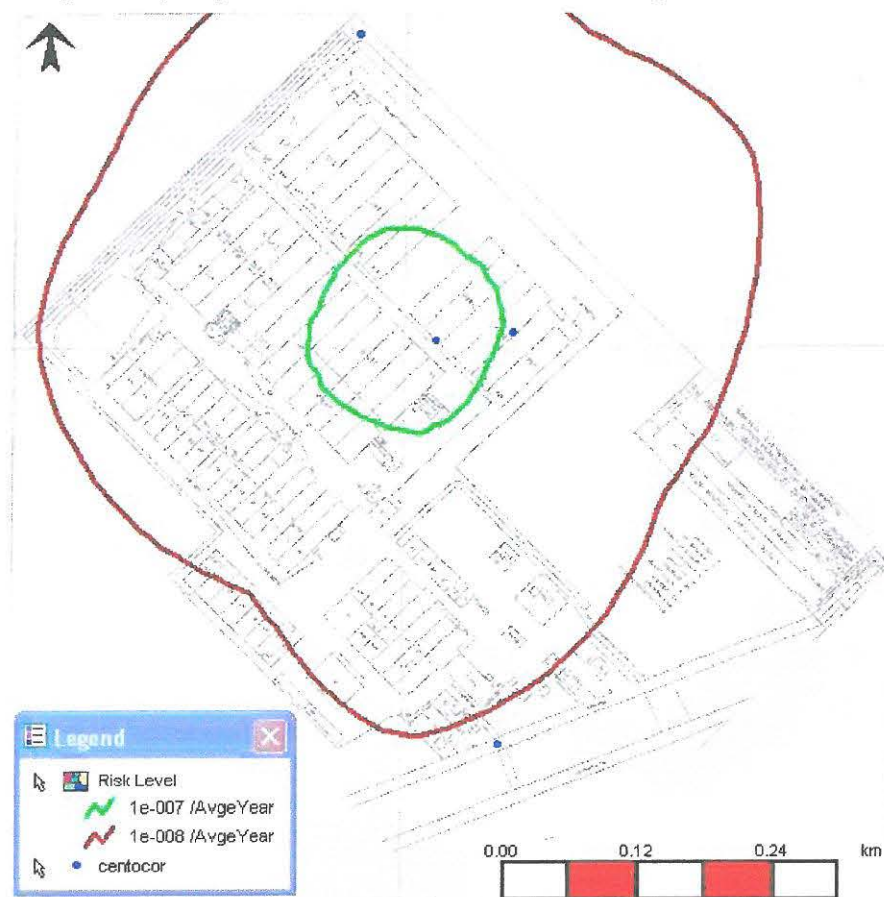 Legend
Risk Level
1e-007 /AvgeYear
1e-008 /AvgeYear
centocor
0.00 0.12 0.24 km